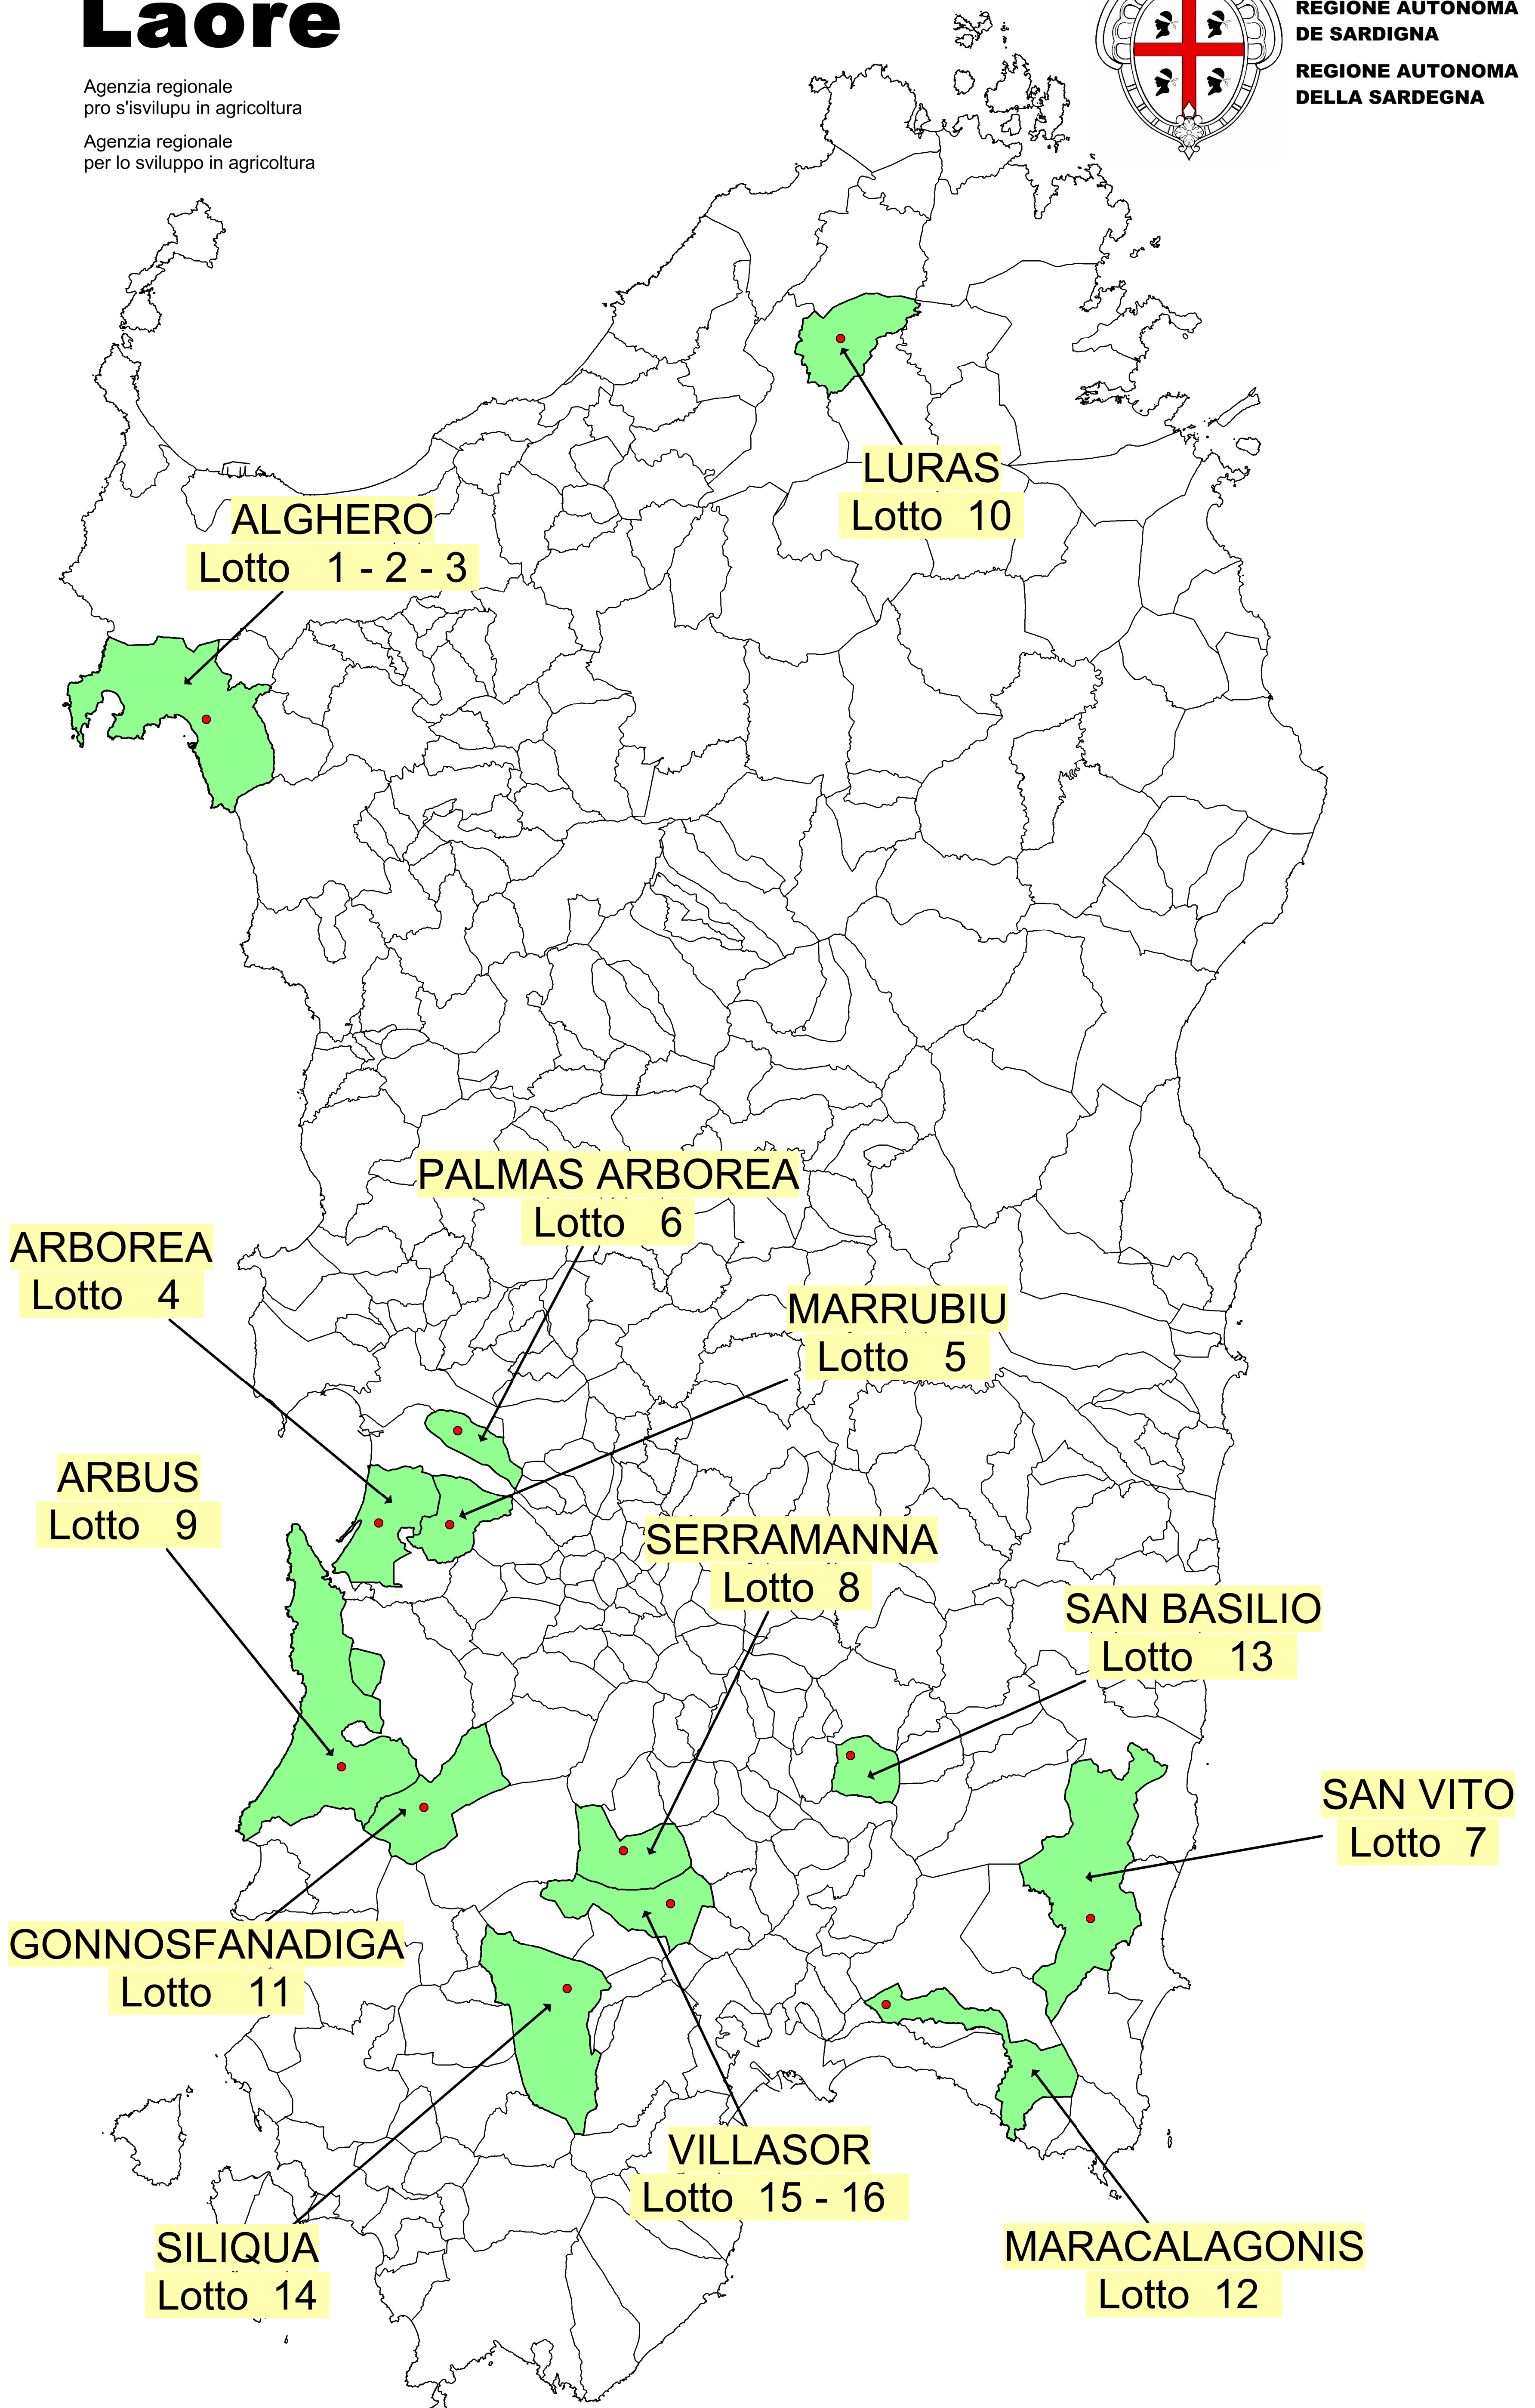 Laore
Agenzia regionale
pro s'isvilupu in agricoltura
Agenzia regionale
per lo sviluppo in agricoltura
REGIONE AUTONOMA
DE SARDIGNA
REGIONE AUTONOMA
DELLA SARDEGNA
LURAS
Lotto 10
ALGHERO
Lotto 1 - 2 - 3
PALMAS ARBOREA
Lotto 6
ARBOREA
Lotto 4
MARRUBIU
Lotto 5
ARBUS
Lotto 9
SERRAMANNA
Lotto 8
SAN BASILIO
Lotto 13
SAN VITO
Lotto 7
GONNOSFANADIGA
Lotto 11
VILLASOR
Lotto 15 - 16
SILIQUA
Lotto 14
MARACALAGONIS
Lotto 12